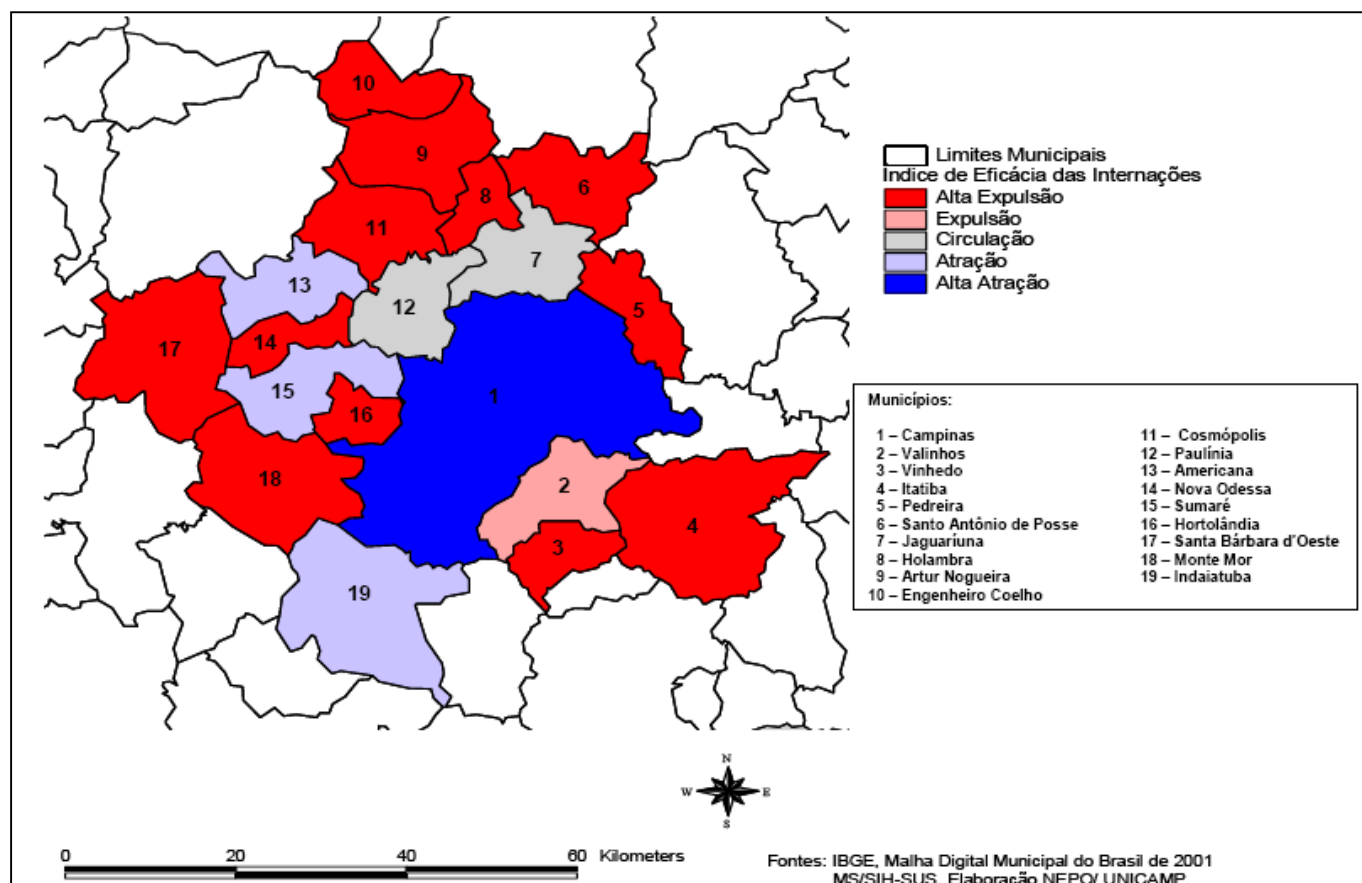 10
9
8
6
11
7
13
12
5
14
17
15
1
16
18
2
4
3
19
Limites Municipais
Indice de Eficácia das Internações
Alta Expulsão
Expulsão
Circulação
Atração
Alta Atração
Municípios:
1 – Campinas
2 – Valinhos
3 – Vinhedo
4 – Itatiba
5 – Pedreira
6 – Santo Antônio de Posse
7 – Jaguariuna
8 – Holambra
9 – Artur Nogueira
10 – Engenheiro Coelho
11 – Cosmópolis
12 – Paulínia
13 – Americana
14 – Nova Odessa
15 – Sumaré
16 – Hortolândia
17 – Santa Bárbara d´Oeste
18 – Monte Mor
19 – Indaiatuba
N
W E
S
0 20 40 60 Kilometers
Fontes: IBGE, Malha Digital Municipal do Brasil de 2001
MS/SIH-SUS. Elaboração NEPO/ UNICAMP